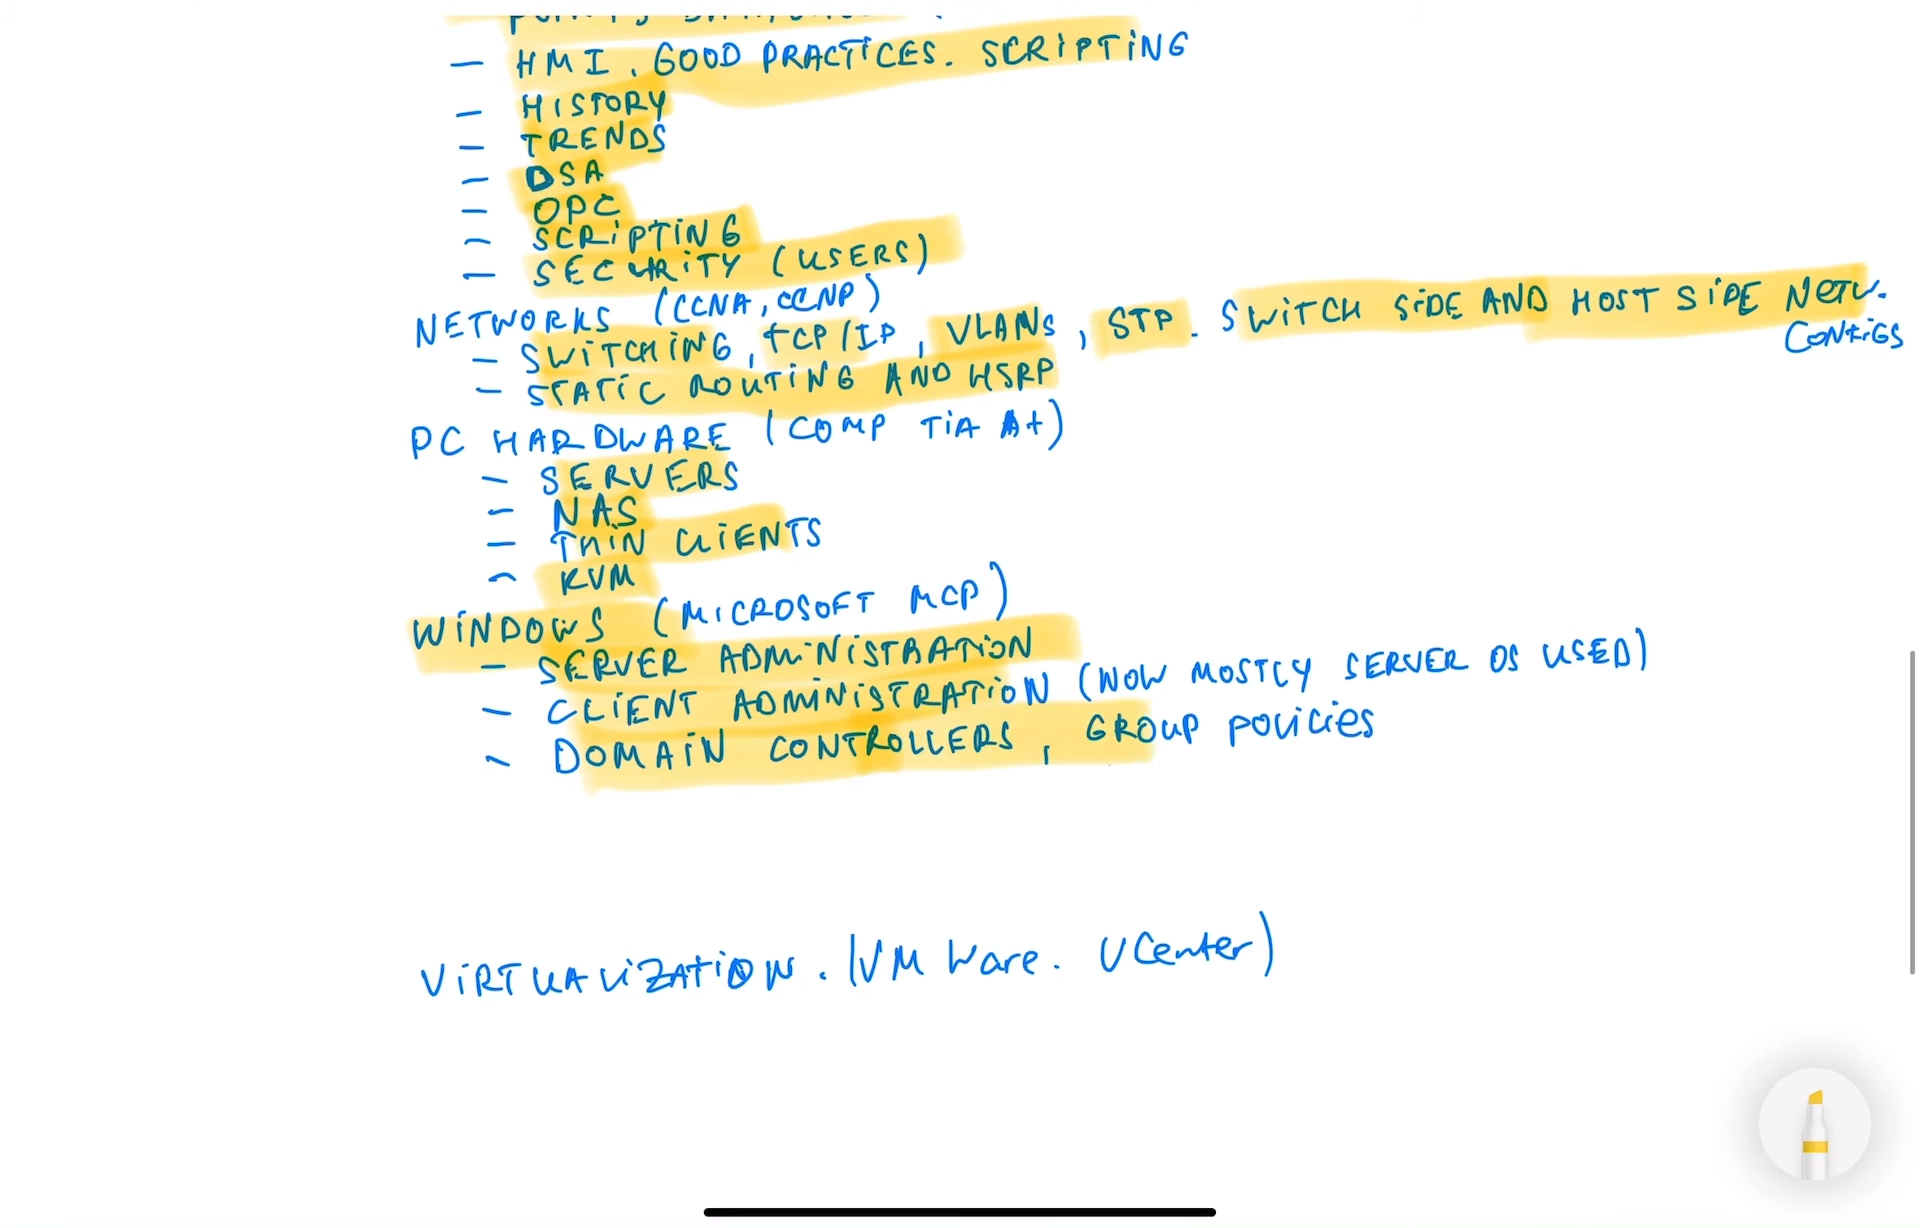 - HMI. GOOD PRACTICES. SCRIPTING
- HISTORY
- TRENDS
- DSA
- OPC
- SCRIPTING
- SECURITY (USERS)
NETWORKS (CCNA, CCNP)
- SWITCHING, TCP/IP, VLANs, STP. SWITCH SIDE AND HOST SIDE NETW. CONFIGS
- STATIC ROUTING AND HSRP
PC HARDWARE (COMP TIA A+)
- SERVERS
- NAS
- THIN CLIENTS
- KVM
WINDOWS (MICROSOFT MCP)
- SERVER ADMINISTRATION
- CLIENT ADMINISTRATION (NOW MOSTLY SERVER OS USED)
- DOMAIN CONTROLLERS, GROUP POLICIES
VIRTUALIZATION. (VM Ware. VCenter)